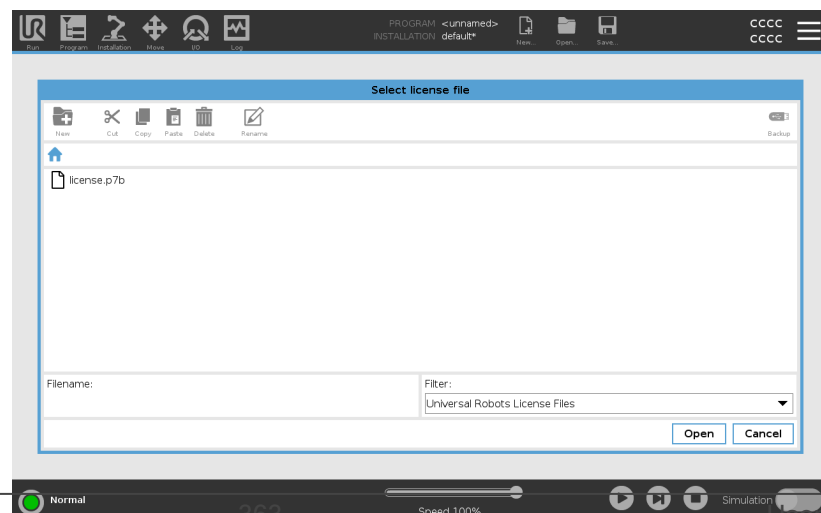 PROGRAM <unnamed>
INSTALLATION default*
Run Program Installation Move I/O Log New... Open... Save...
CCCC
CCCC
Select license file
New Cut Copy Paste Delete Rename Backup
license.p7b
Filename:
Filter:
Universal Robots License Files
Open Cancel
Normal
Speed 100%
Simulation